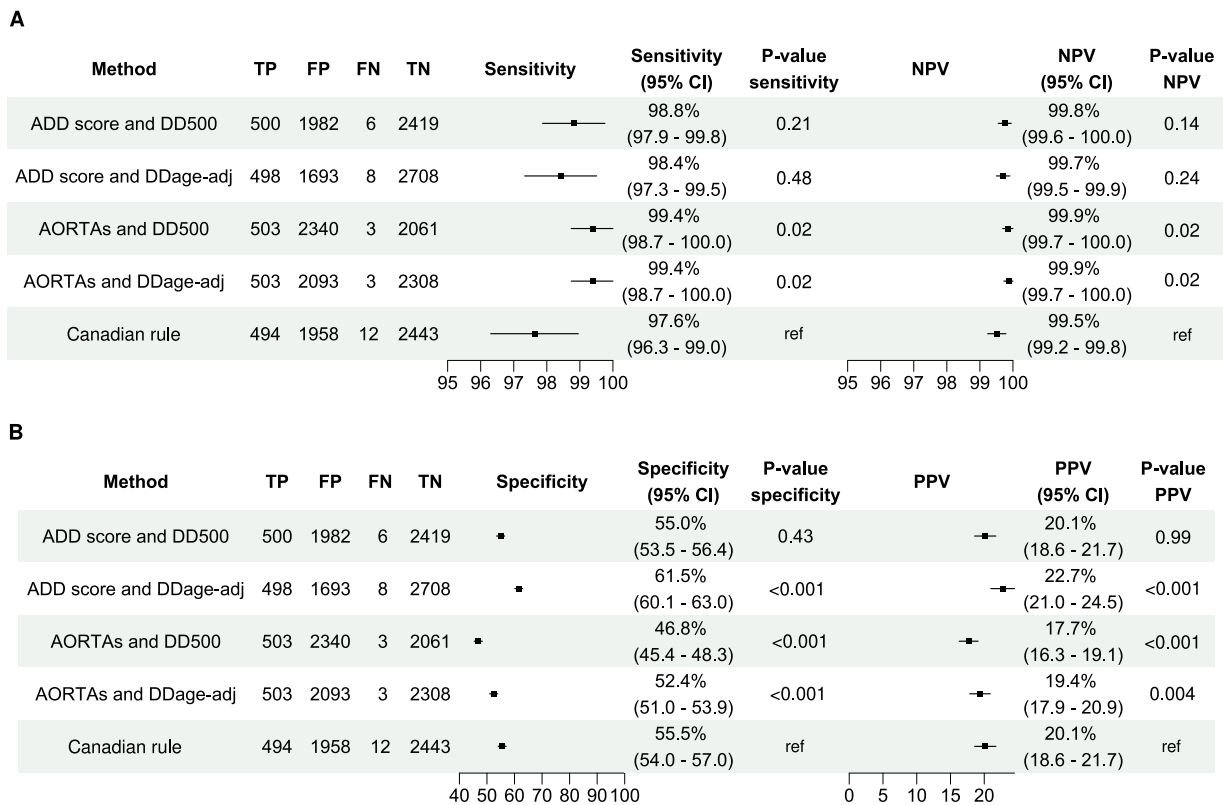 A
Method TP FP FN TN Sensitivity Sensitivity (95% CI) P-value sensitivity NPV NPV (95% CI) P-value NPV
ADD score and DD500 500 1982 6 2419 98.8% (97.9 - 99.8) 0.21 99.8% (99.6 - 100.0) 0.14
ADD score and DDage-adj 498 1693 8 2708 98.4% (97.3 - 99.5) 0.48 99.7% (99.5 - 99.9) 0.24
AORTAs and DD500 503 2340 3 2061 99.4% (98.7 - 100.0) 0.02 99.9% (99.7 - 100.0) 0.02
AORTAs and DDage-adj 503 2093 3 2308 99.4% (98.7 - 100.0) 0.02 99.9% (99.7 - 100.0) 0.02
Canadian rule 494 1958 12 2443 97.6% (96.3 - 99.0) ref 99.5% (99.2 - 99.8) ref
95 96 97 98 99 100 95 96 97 98 99 100
B
Method TP FP FN TN Specificity Specificity (95% CI) P-value specificity PPV PPV (95% CI) P-value PPV
ADD score and DD500 500 1982 6 2419 55.0% (53.5 - 56.4) 0.43 20.1% (18.6 - 21.7) 0.99
ADD score and DDage-adj 498 1693 8 2708 61.5% (60.1 - 63.0) <0.001 22.7% (21.0 - 24.5) <0.001
AORTAs and DD500 503 2340 3 2061 46.8% (45.4 - 48.3) <0.001 17.7% (16.3 - 19.1) <0.001
AORTAs and DDage-adj 503 2093 3 2308 52.4% (51.0 - 53.9) <0.001 19.4% (17.9 - 20.9) 0.004
Canadian rule 494 1958 12 2443 55.5% (54.0 - 57.0) ref 20.1% (18.6 - 21.7) ref
40 50 60 70 80 90 100 0 5 10 15 20